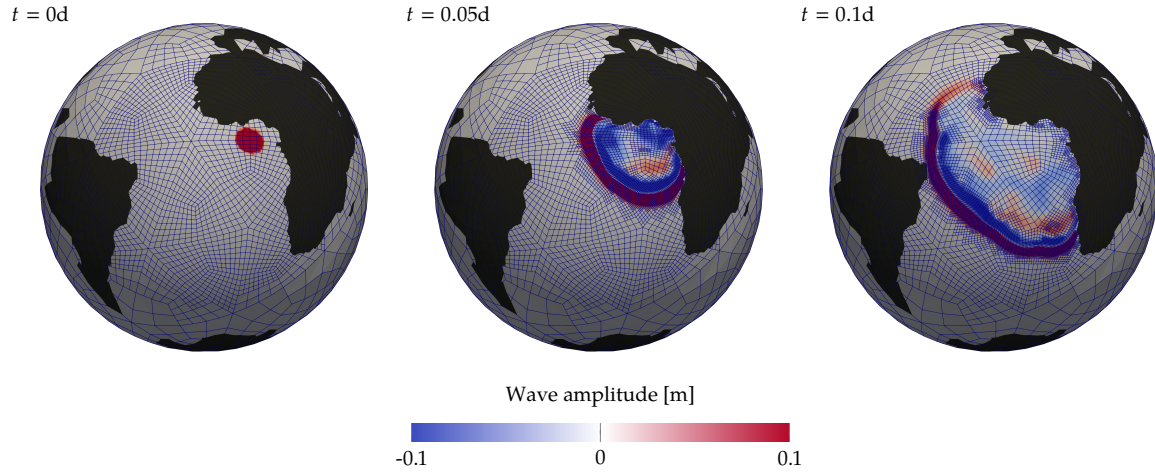 t = 0d
t = 0.05d
t = 0.1d
Wave amplitude [m]
-0.1 0 0.1